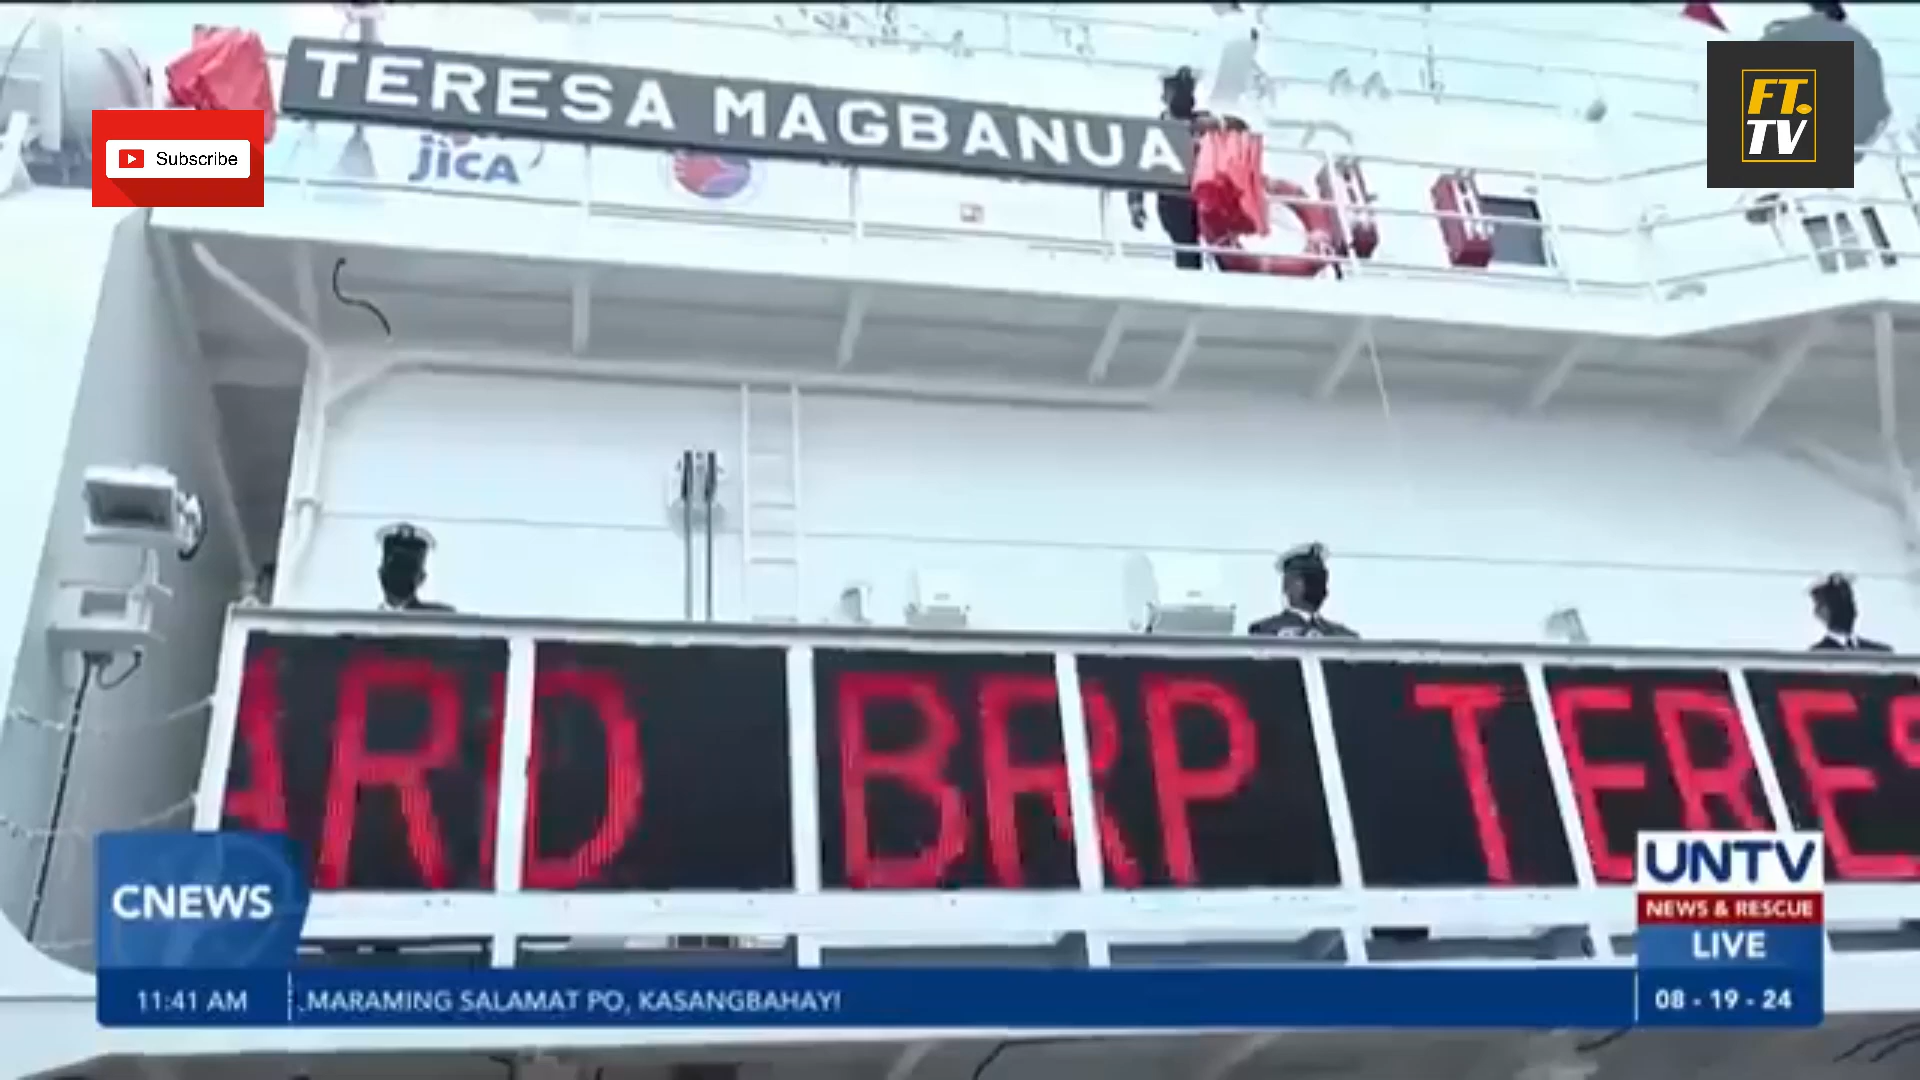 TERESA MAGBANUA
FT.
TV
Subscribe
JICA
ARD BRP TERES
CNEWS
UNTV
NEWS & RESCUE
LIVE
11:41 AM
.MARAMING SALAMAT PO, KASANGBAHAY!
08 - 19 - 24